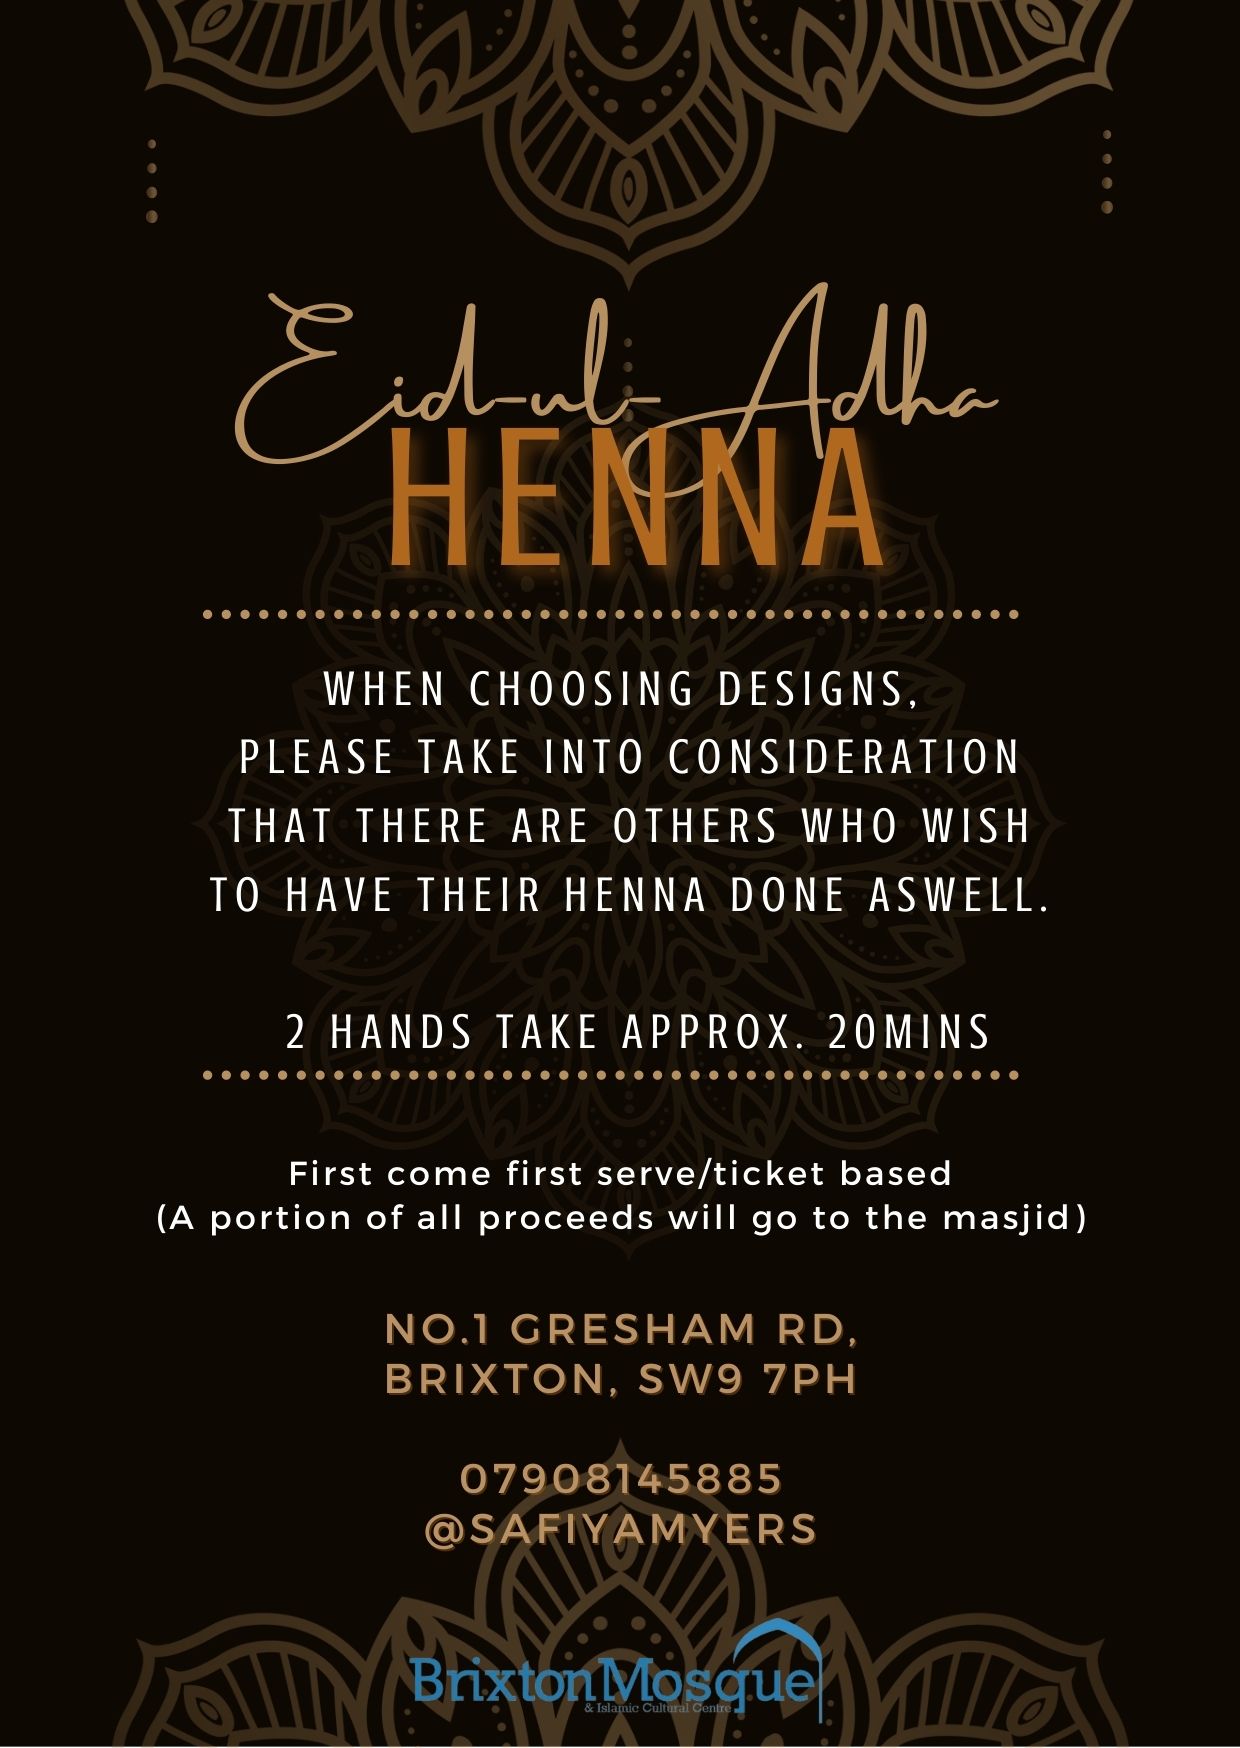 Eid-ul-Adha
HENNA
WHEN CHOOSING DESIGNS,
PLEASE TAKE INTO CONSIDERATION
THAT THERE ARE OTHERS WHO WISH
TO HAVE THEIR HENNA DONE ASWELL.
2 HANDS TAKE APPROX. 20MINS
First come first serve/ticket based
(A portion of all proceeds will go to the masjid)
NO.1 GRESHAM RD,
BRIXTON, SW9 7PH
07908145885
@SAFIYAMYERS
BrixtonMosque
& Islamic Cultural Centre